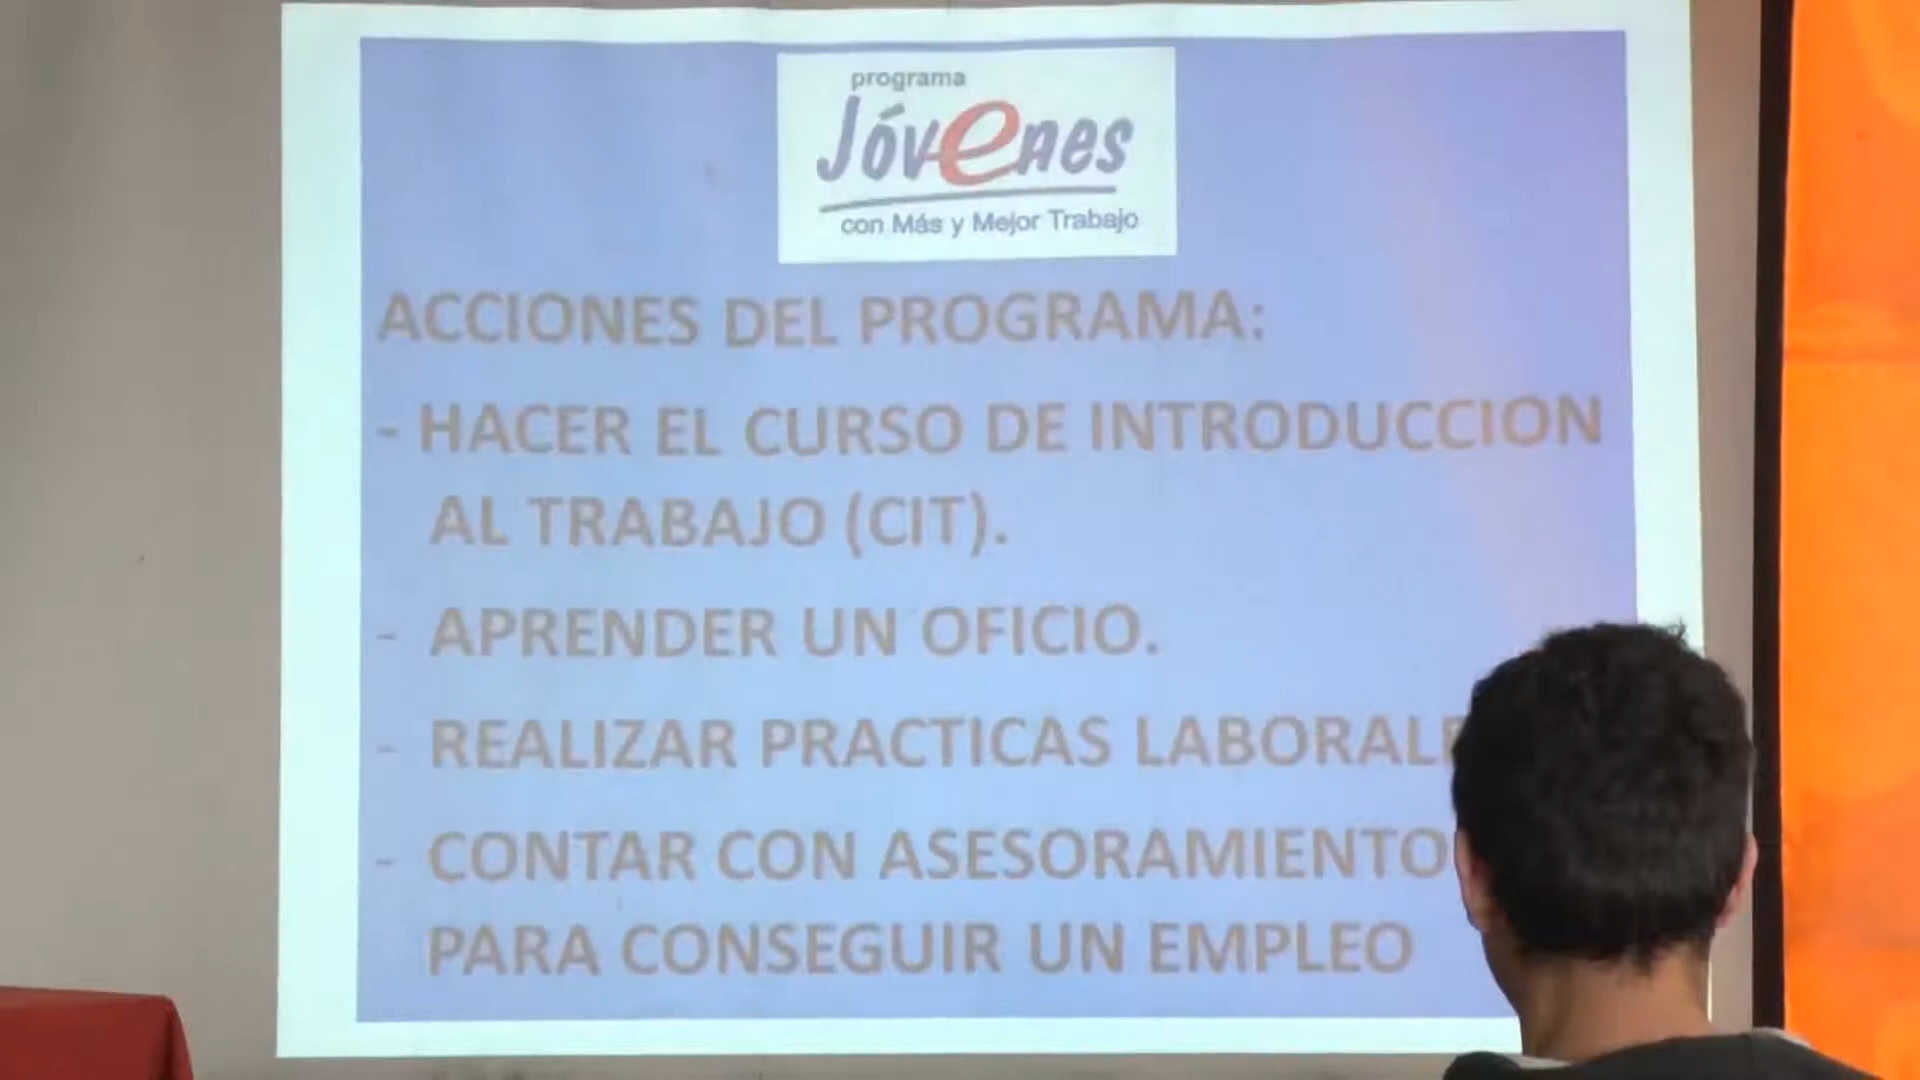 programa
Jóvenes
con Más y Mejor Trabajo
ACCIONES DEL PROGRAMA:
- HACER EL CURSO DE INTRODUCCION
AL TRABAJO (CIT).
- APRENDER UN OFICIO.
- REALIZAR PRACTICAS
- CONTAR CON ASESORAMIENTO
PARA CONSEGUIR UN EMPLEO